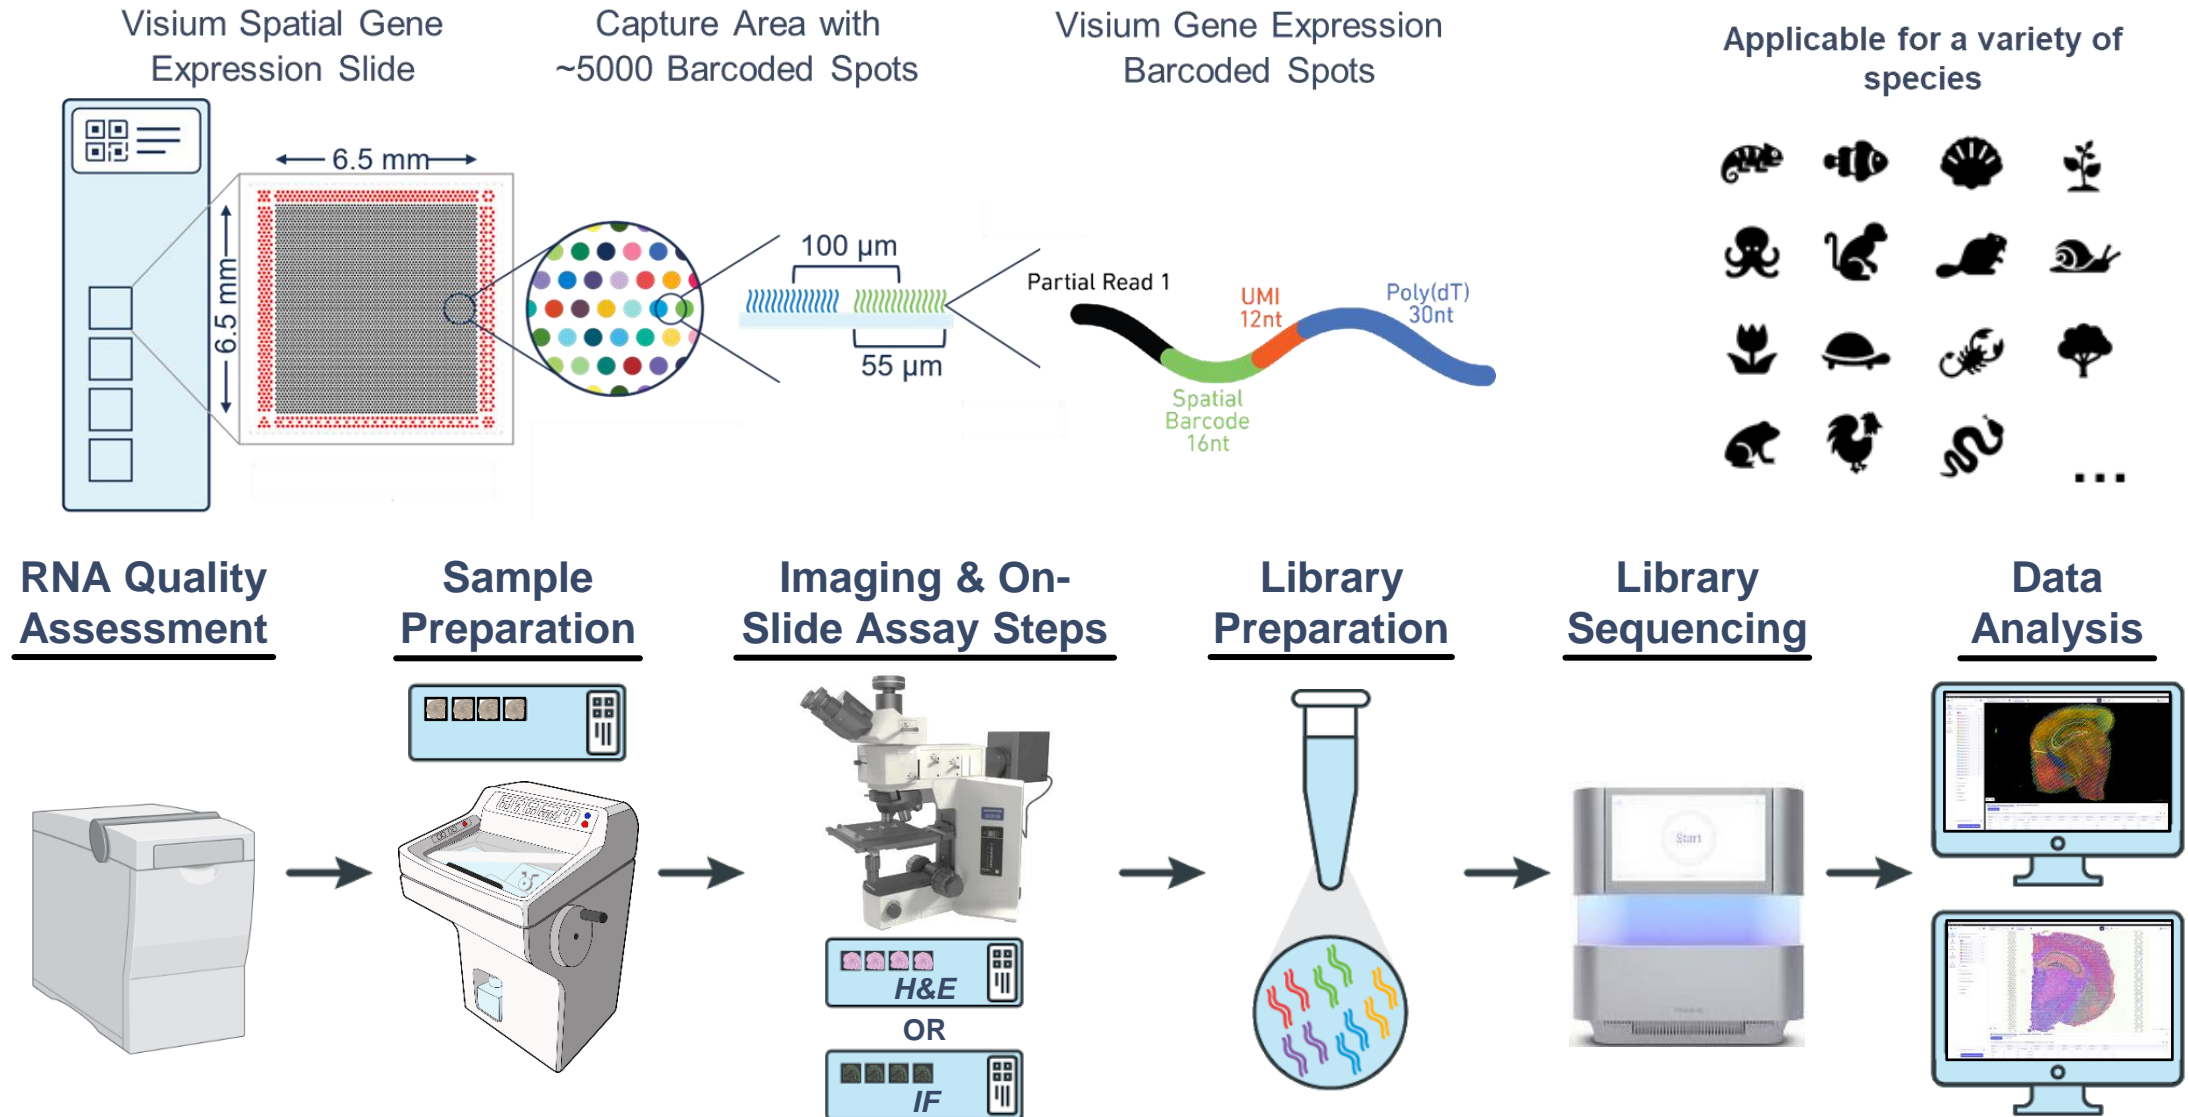 Visium Spatial Gene
Expression Slide
Capture Area with
~5000 Barcoded Spots
Visium Gene Expression
Barcoded Spots
Applicable for a variety of
species
6.5 mm
6.5 mm
100 µm
55 µm
Partial Read 1
UMI
12nt
Poly(dT)
30nt
Spatial
Barcode
16nt
...
RNA Quality
Assessment
Sample
Preparation
Imaging & On-
Slide Assay Steps
Library
Preparation
Library
Sequencing
Data
Analysis
Start
H&E
OR
IF